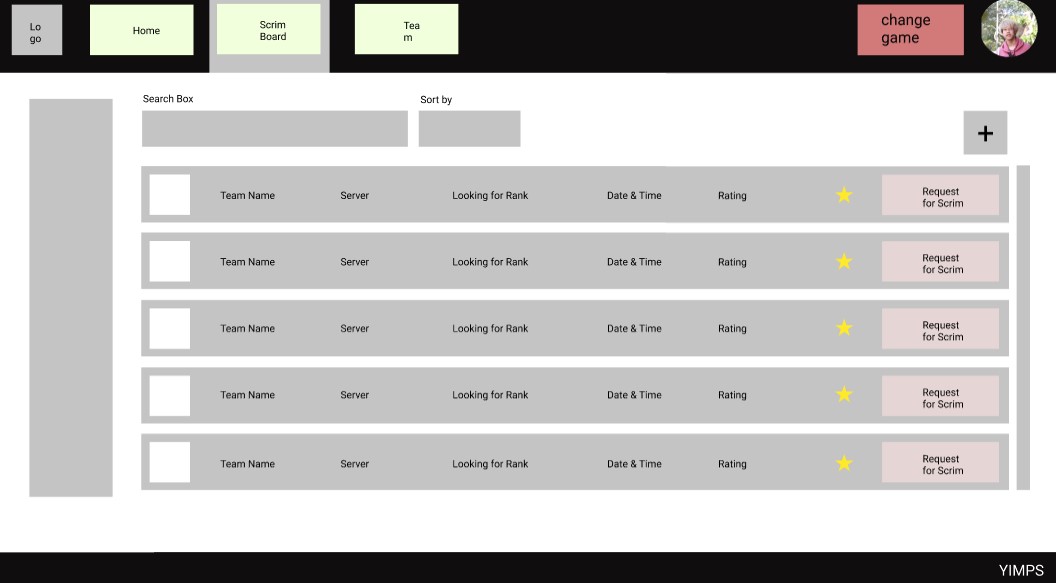 Lo
go
Home
Scrim
Board
Tea
m
change
game
Search Box
Sort by
+
Team Name Server Looking for Rank Date & Time Rating Request
for Scrim
Team Name Server Looking for Rank Date & Time Rating Request
for Scrim
Team Name Server Looking for Rank Date & Time Rating Request
for Scrim
Team Name Server Looking for Rank Date & Time Rating Request
for Scrim
Team Name Server Looking for Rank Date & Time Rating Request
for Scrim
YIMPS